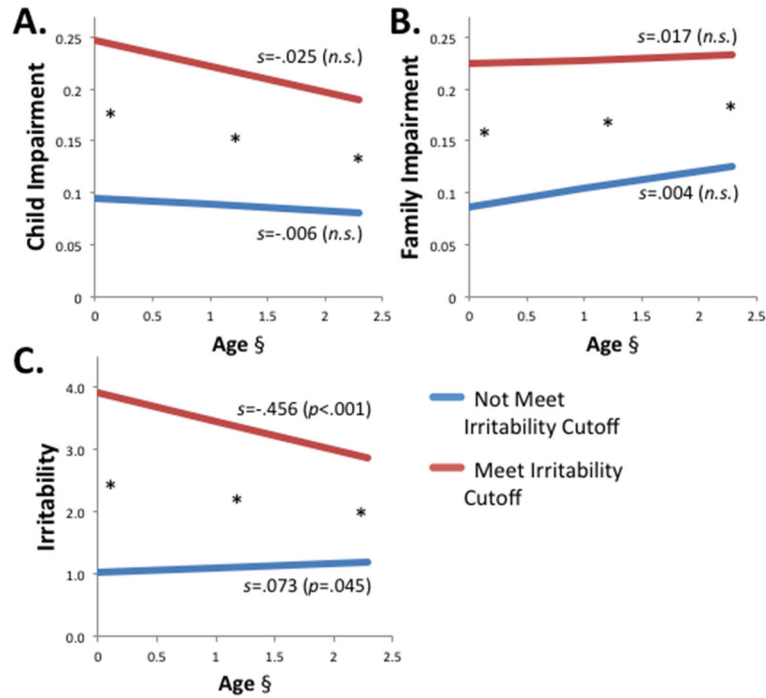 A.
Child Impairment
0.25
0.2
0.15
0.1
0.05
0
s=-.025 (n.s.)
*
*
*
s=-.006 (n.s.)
0
0.5
1
1.5
2
2.5
Age §
B.
Family Impairment
0.25
0.2
0.15
0.1
0.05
0
s=.017 (n.s.)
*
*
*
s=.004 (n.s.)
0
0.5
1
1.5
2
2.5
Age §
C.
Irritability
4.0
3.0
2.0
1.0
0.0
s=-.456 (p<.001)
*
*
*
s=.073 (p=.045)
0
0.5
1
1.5
2
2.5
Age §
Not Meet
Irritability Cutoff
Meet Irritability
Cutoff